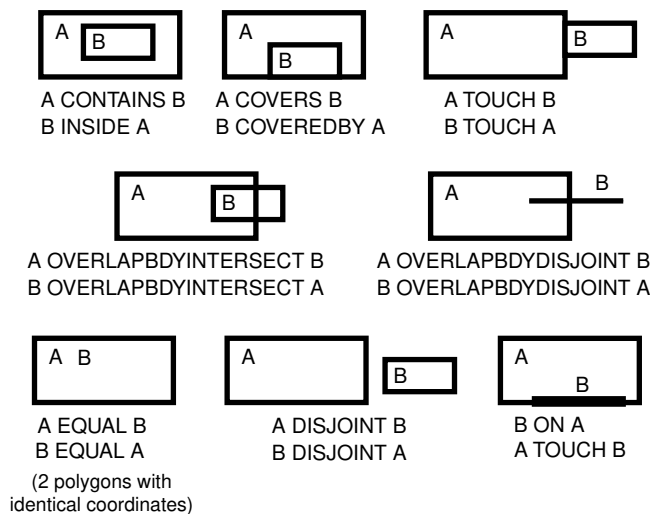 A
B
A CONTAINS B
B INSIDE A
A
B
A COVERS B
B COVEREDBY A
A
B
A TOUCH B
B TOUCH A
A
B
A OVERLAPBDYINTERSECT B
B OVERLAPBDYINTERSECT A
A
B
A OVERLAPBDYDISJOINT B
B OVERLAPBDYDISJOINT A
A B
A EQUAL B
B EQUAL A
(2 polygons with
identical coordinates)
A
B
A DISJOINT B
B DISJOINT A
A
B
B ON A
A TOUCH B